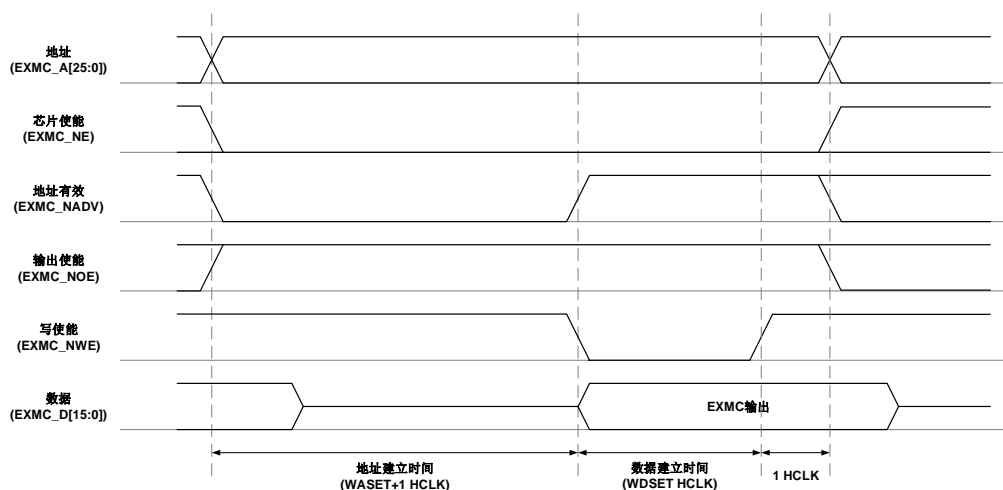 地址
(EXMC_A[25:0])
芯片使能
(EXMC_NE)
地址有效
(EXMC_NADV)
输出使能
(EXMC_NOE)
写使能
(EXMC_NWE)
数据
(EXMC_D[15:0])
EXMC输出
地址建立时间
(WASET+1 HCLK)
数据建立时间
(WDSET HCLK)
1 HCLK